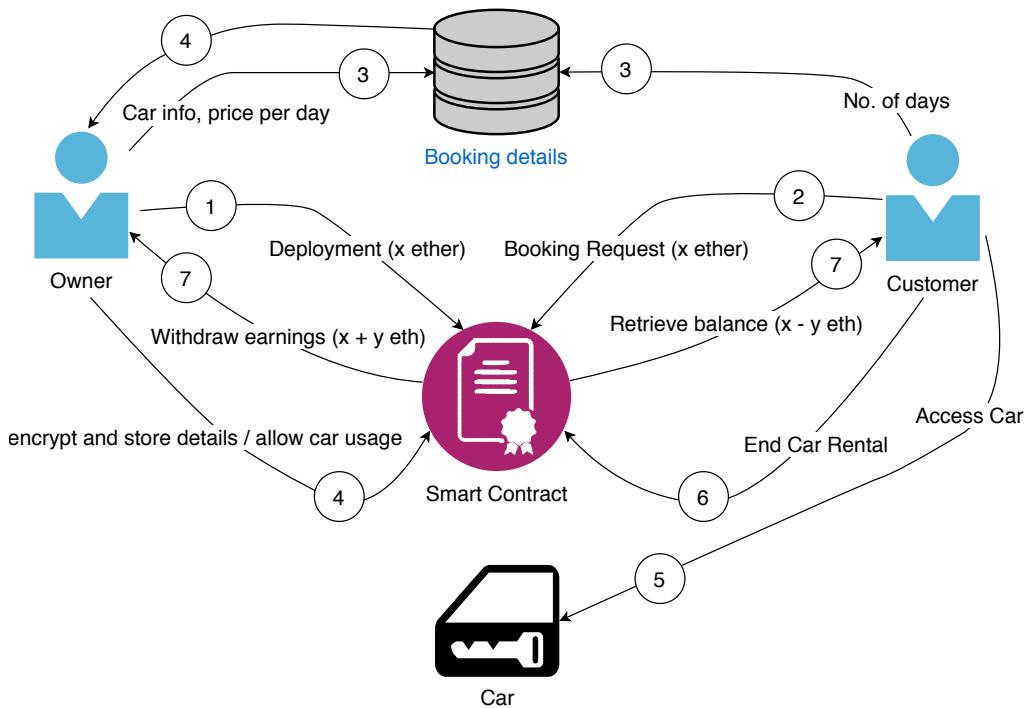 4
3
3
Car info, price per day
No. of days
Booking details
1
2
Deployment (x ether)
Booking Request (x ether)
7
7
Owner
Customer
Withdraw earnings (x + y eth)
Retrieve balance (x - y eth)
Access Car
encrypt and store details / allow car usage
End Car Rental
4
Smart Contract
6
5
Car